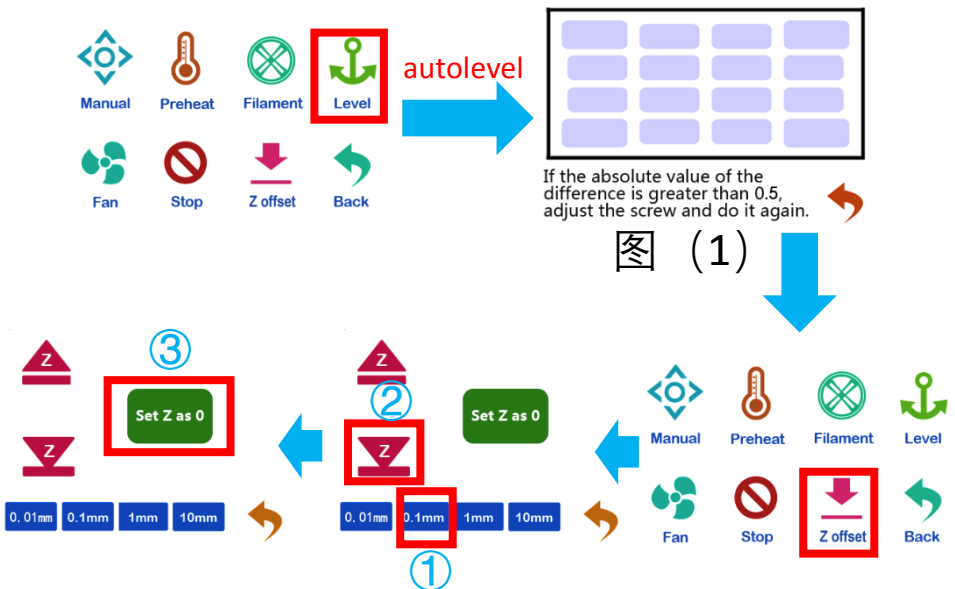 Manual Preheat Filament Level
autolevel
Fan Stop Z offset Back
If the absolute value of the
difference is greater than 0.5,
adjust the screw and do it again.
图（1）
Manual Preheat Filament Level
Fan Stop Z offset Back
Z
②
Set Z as 0
Z
0.01mm 0.1mm 1mm 10mm
①
Z
③
Set Z as 0
Z
0.01mm 0.1mm 1mm 10mm